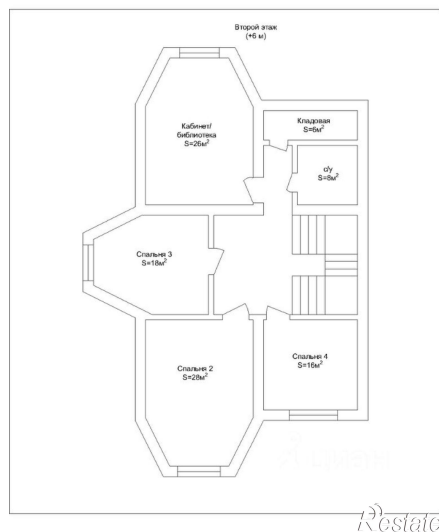 Второй этаж
(+6 м)
Кладовая
S=6м²
Кабинет/
библиотека
S=26м²
с/у
S=8м²
Спальня 3
S=18м²
Спальня 4
S=16м²
Спальня 2
S=28м²
Restate